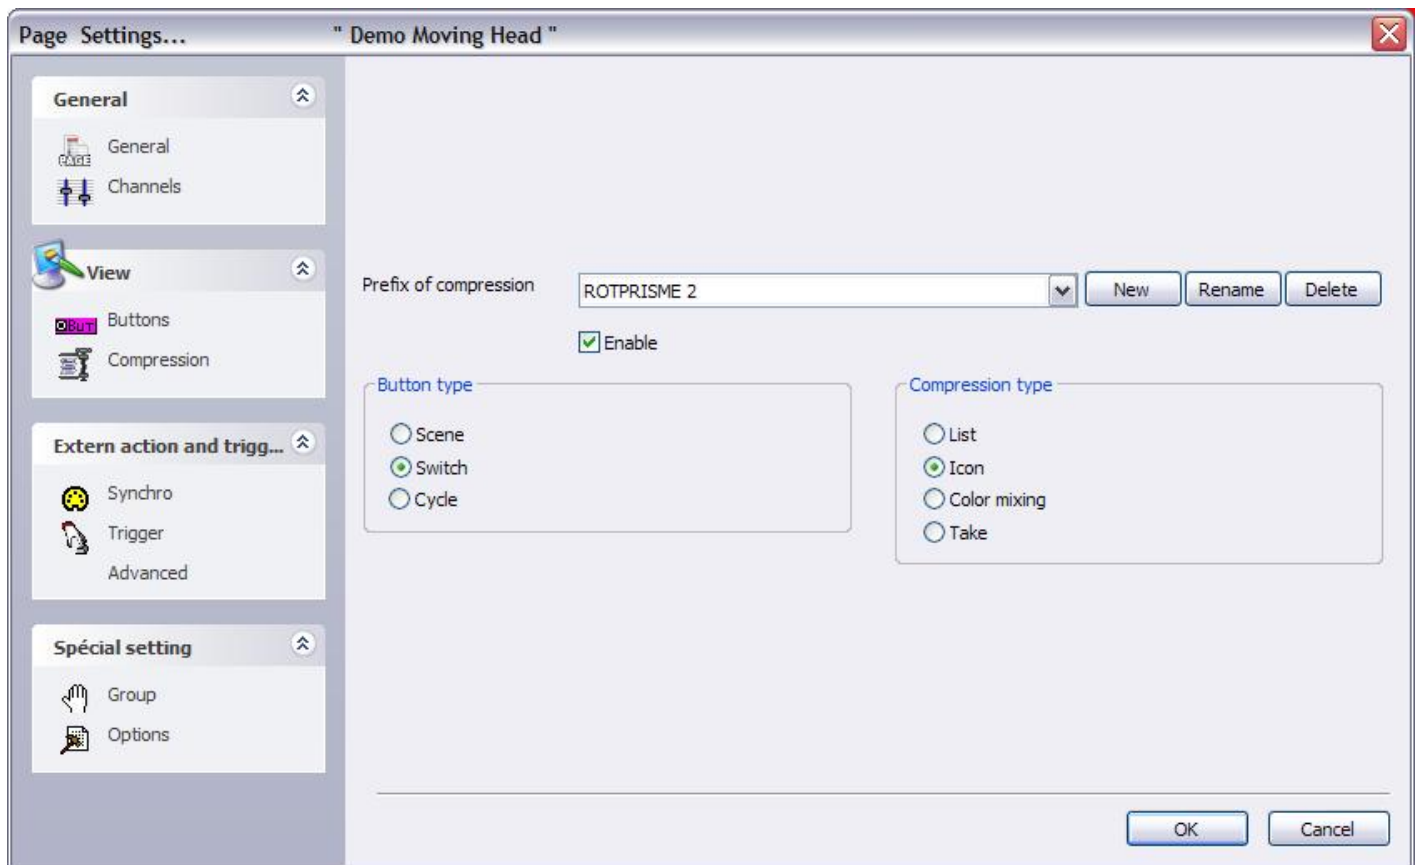 Page Settings... " Demo Moving Head "
General
PAGE
General
Channels
View
BUT
Buttons
Compression
Extern action and trigg...
Synchro
Trigger
Advanced
Spécial setting
Group
Options
Prefix of compression ROTPRISME 2 New Rename Delete
Enable
Button type
Scene
Switch
Cycle
Compression type
List
Icon
Color mixing
Take
OK Cancel